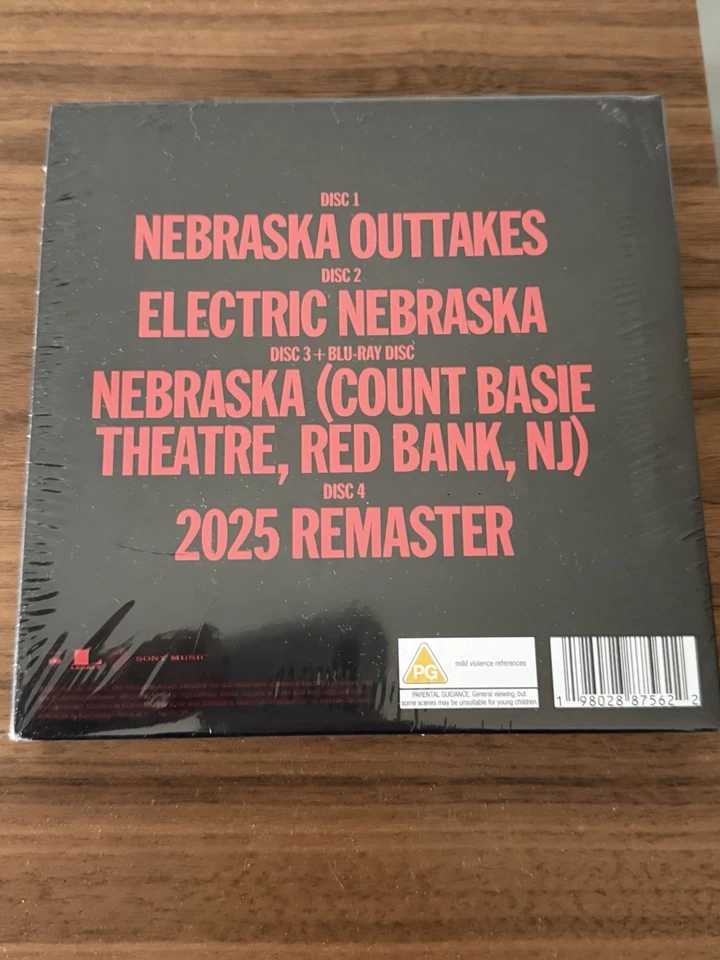 DISC 1
NEBRASKA OUTTAKES
DISC 2
ELECTRIC NEBRASKA
DISC 3 + BLU-RAY DISC
NEBRASKA (COUNT BASIE
THEATRE, RED BANK, NJ)
DISC 4
2025 REMASTER
SONY MUSIC
PG
mild violence references
PARENTAL GUIDANCE. General viewing, but
some scenes may be unsuitable for young children
1 98028 87562 2